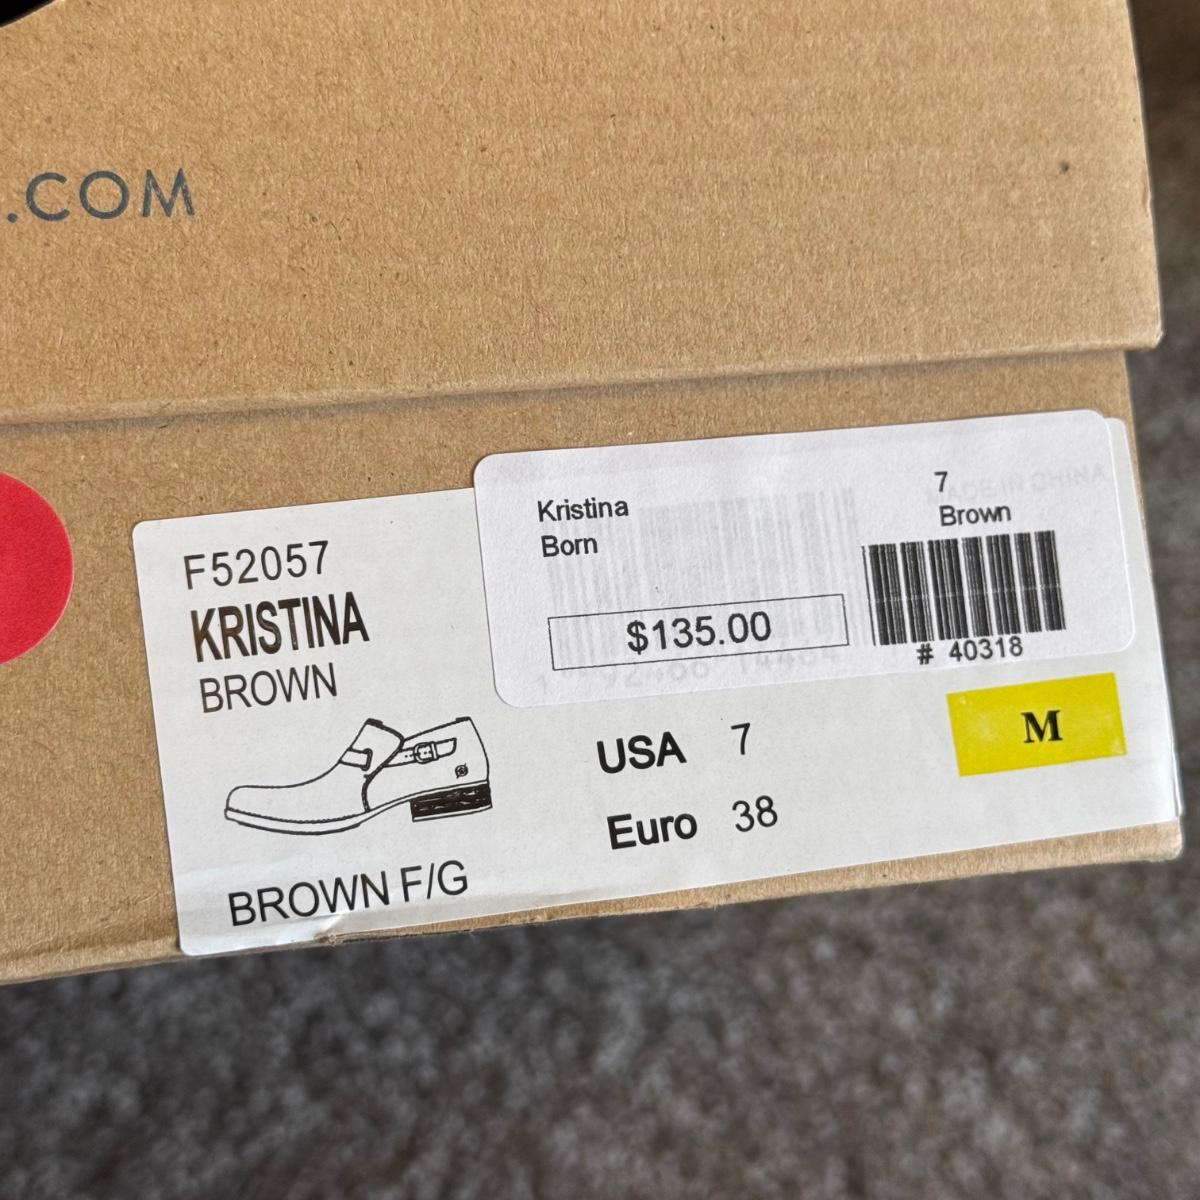 .COM
F52057
KRISTINA
BROWN
BROWN F/G
Kristina
Born
$135.00
7
Brown
# 40318
MADE IN CHINA
USA 7
Euro 38
M